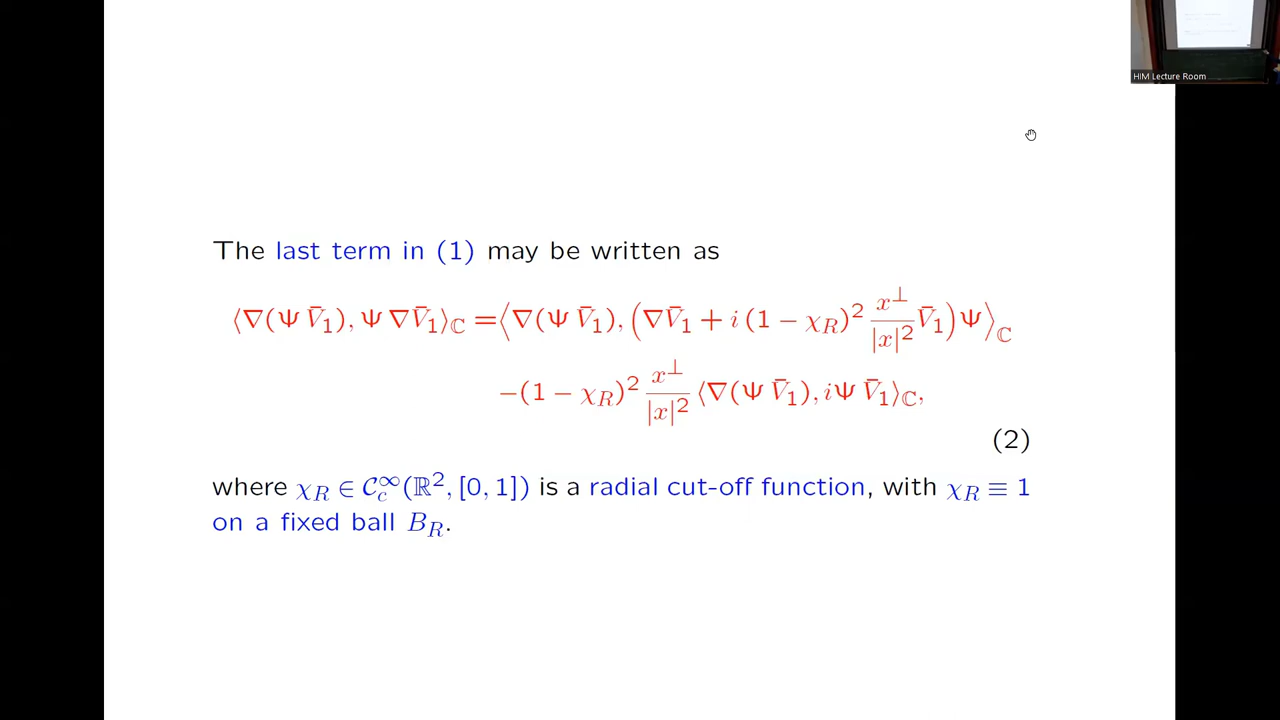 HIM Lecture Room
The last term in (1) may be written as
⟨∇(Ψ V̄₁), Ψ ∇V̄₁⟩_ℂ = ⟨∇(Ψ V̄₁), (∇V̄₁ + i (1 − χ_R)² x^⊥/|x|² V̄₁)Ψ⟩_ℂ
−(1 − χ_R)² x^⊥/|x|² ⟨∇(Ψ V̄₁), iΨ V̄₁⟩_ℂ,
(2)
where χ_R ∈ C_c^∞(ℝ², [0, 1]) is a radial cut-off function, with χ_R ≡ 1
on a fixed ball B_R.